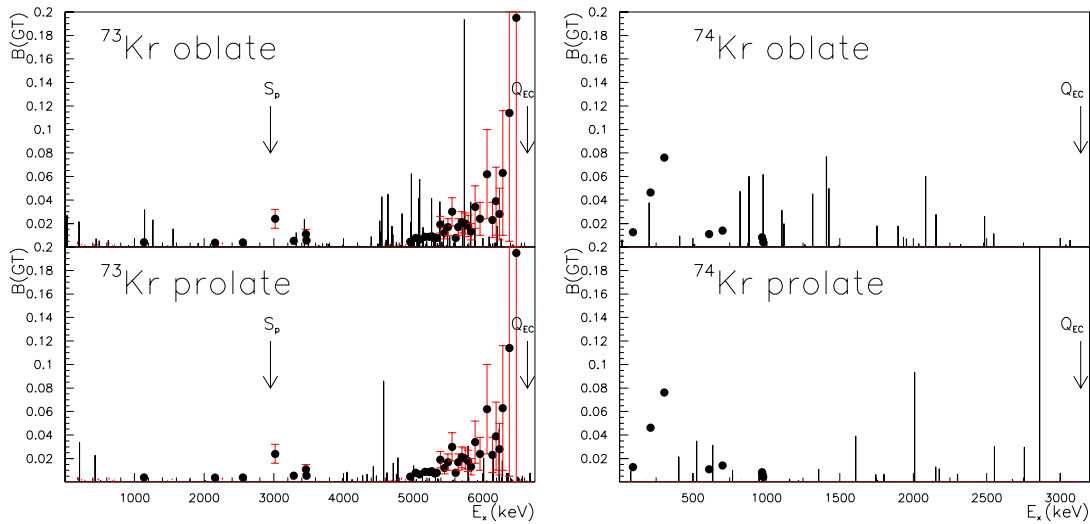 B(GT)
0.2
0.18
0.16
0.14
0.12
0.1
0.08
0.06
0.04
0.02
⁷³Kr oblate
Sₚ
Q_EC
B(GT)
0.2
0.18
0.16
0.14
0.12
0.1
0.08
0.06
0.04
0.02
⁷³Kr prolate
Sₚ
Q_EC
1000 2000 3000 4000 5000 6000
Eₓ (keV)
B(GT)
0.2
0.18
0.16
0.14
0.12
0.1
0.08
0.06
0.04
0.02
⁷⁴Kr oblate
Q_EC
B(GT)
0.2
0.18
0.16
0.14
0.12
0.1
0.08
0.06
0.04
0.02
⁷⁴Kr prolate
Q_EC
500 1000 1500 2000 2500 3000
Eₓ (keV)